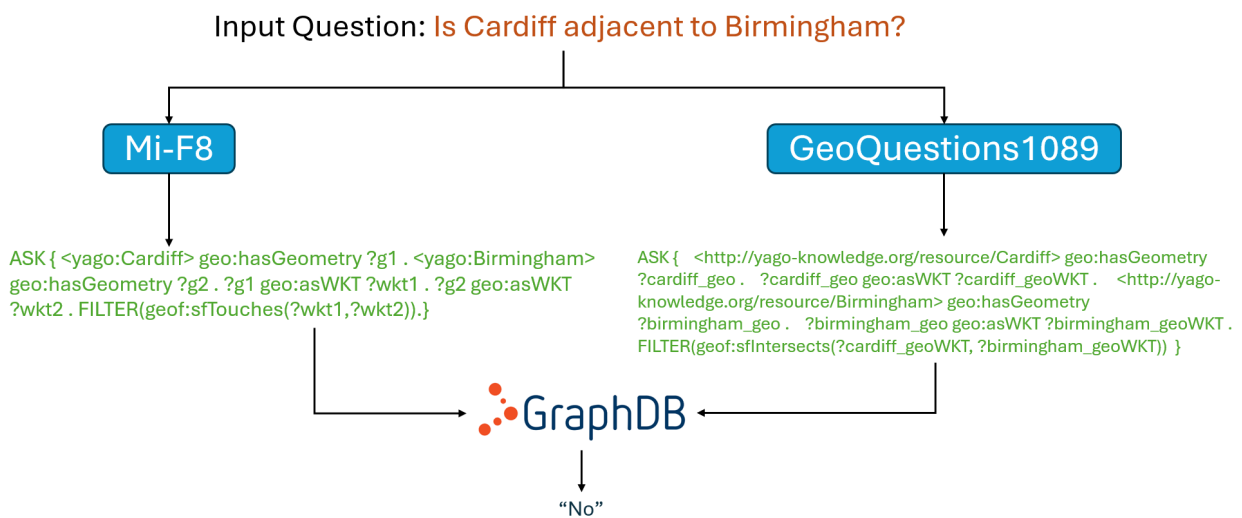 Input Question: Is Cardiff adjacent to Birmingham?
Mi-F8
GeoQuestions1089
ASK { <yago:Cardiff> geo:hasGeometry ?g1 . <yago:Birmingham>
geo:hasGeometry ?g2 . ?g1 geo:asWKT ?wkt1 . ?g2 geo:asWKT
?wkt2 . FILTER(geof:sfTouches(?wkt1,?wkt2)).}
ASK { <http://yago-knowledge.org/resource/Cardiff> geo:hasGeometry
?cardiff_geo . ?cardiff_geo geo:asWKT ?cardiff_geoWKT . <http://yago-
knowledge.org/resource/Birmingham> geo:hasGeometry
?birmingham_geo . ?birmingham_geo geo:asWKT ?birmingham_geoWKT .
FILTER(geof:sfIntersects(?cardiff_geoWKT, ?birmingham_geoWKT)) }
GraphDB
“No”